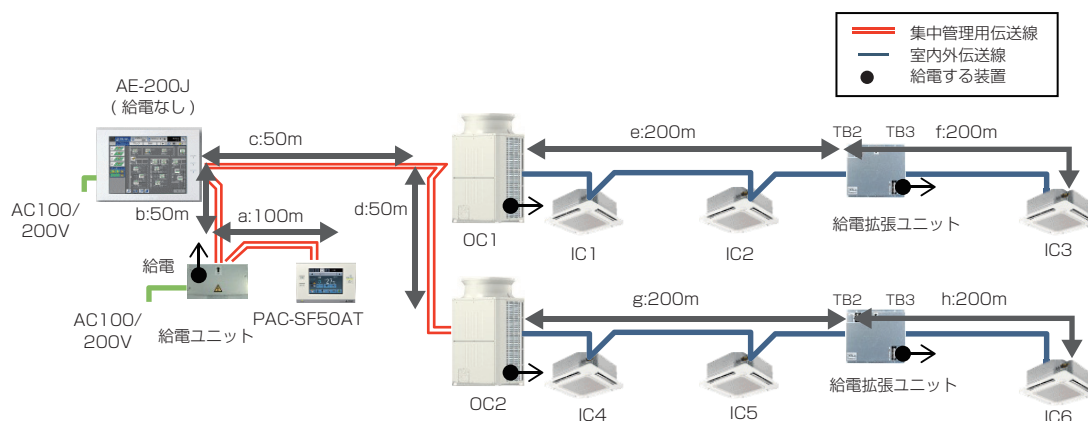 集中管理用伝送線
室内外伝送線
給電する装置
AE-200J
( 給電なし )
c:50m
e:200m
TB2
TB3
f:200m
AC100/
200V
b:50m
a:100m
d:50m
OC1
IC1
IC2
給電拡張ユニット
IC3
給電
AC100/
200V
給電ユニット
PAC-SF50AT
g:200m
TB2
TB3
h:200m
OC2
IC4
IC5
給電拡張ユニット
IC6